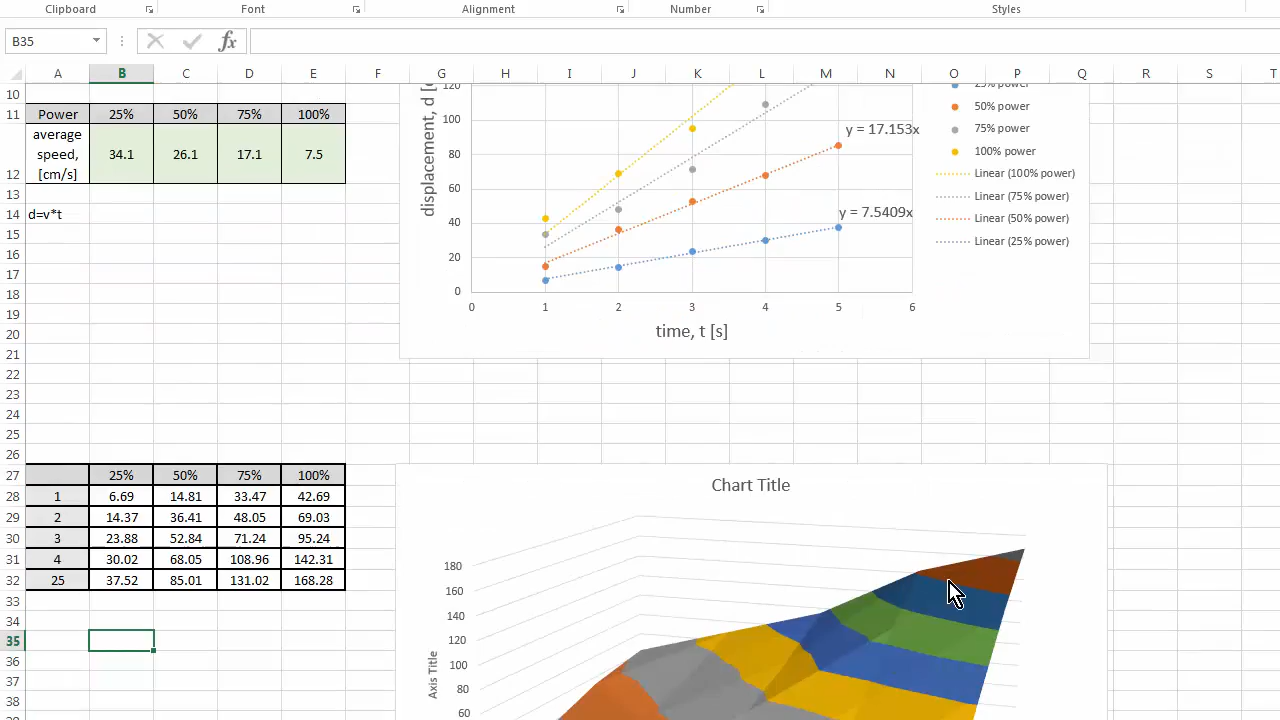 Clipboard Font Alignment Number Styles
B35 fx
A B C D E F G H I J K L M N O P Q R S T
10
11 Power 25% 50% 75% 100%
average
speed,
12 [cm/s] 34.1 26.1 17.1 7.5
13
14 d=v*t
15
16
17
18
19
20
21
22
23
24
25
26
27 25% 50% 75% 100%
28 1 6.69 14.81 33.47 42.69
29 2 14.37 36.41 48.05 69.03
30 3 23.88 52.84 71.24 95.24
31 4 30.02 68.05 108.96 142.31
32 25 37.52 85.01 131.02 168.28
33
34
35
36
37
38
displacement, d
120
100
80
60
40
20
0
0 1 2 3 4 5 6
time, t [s]
y = 17.153x
y = 7.5409x
25% power
50% power
75% power
100% power
Linear (100% power)
Linear (75% power)
Linear (50% power)
Linear (25% power)
Chart Title
Axis Title
180
160
140
120
100
80
60